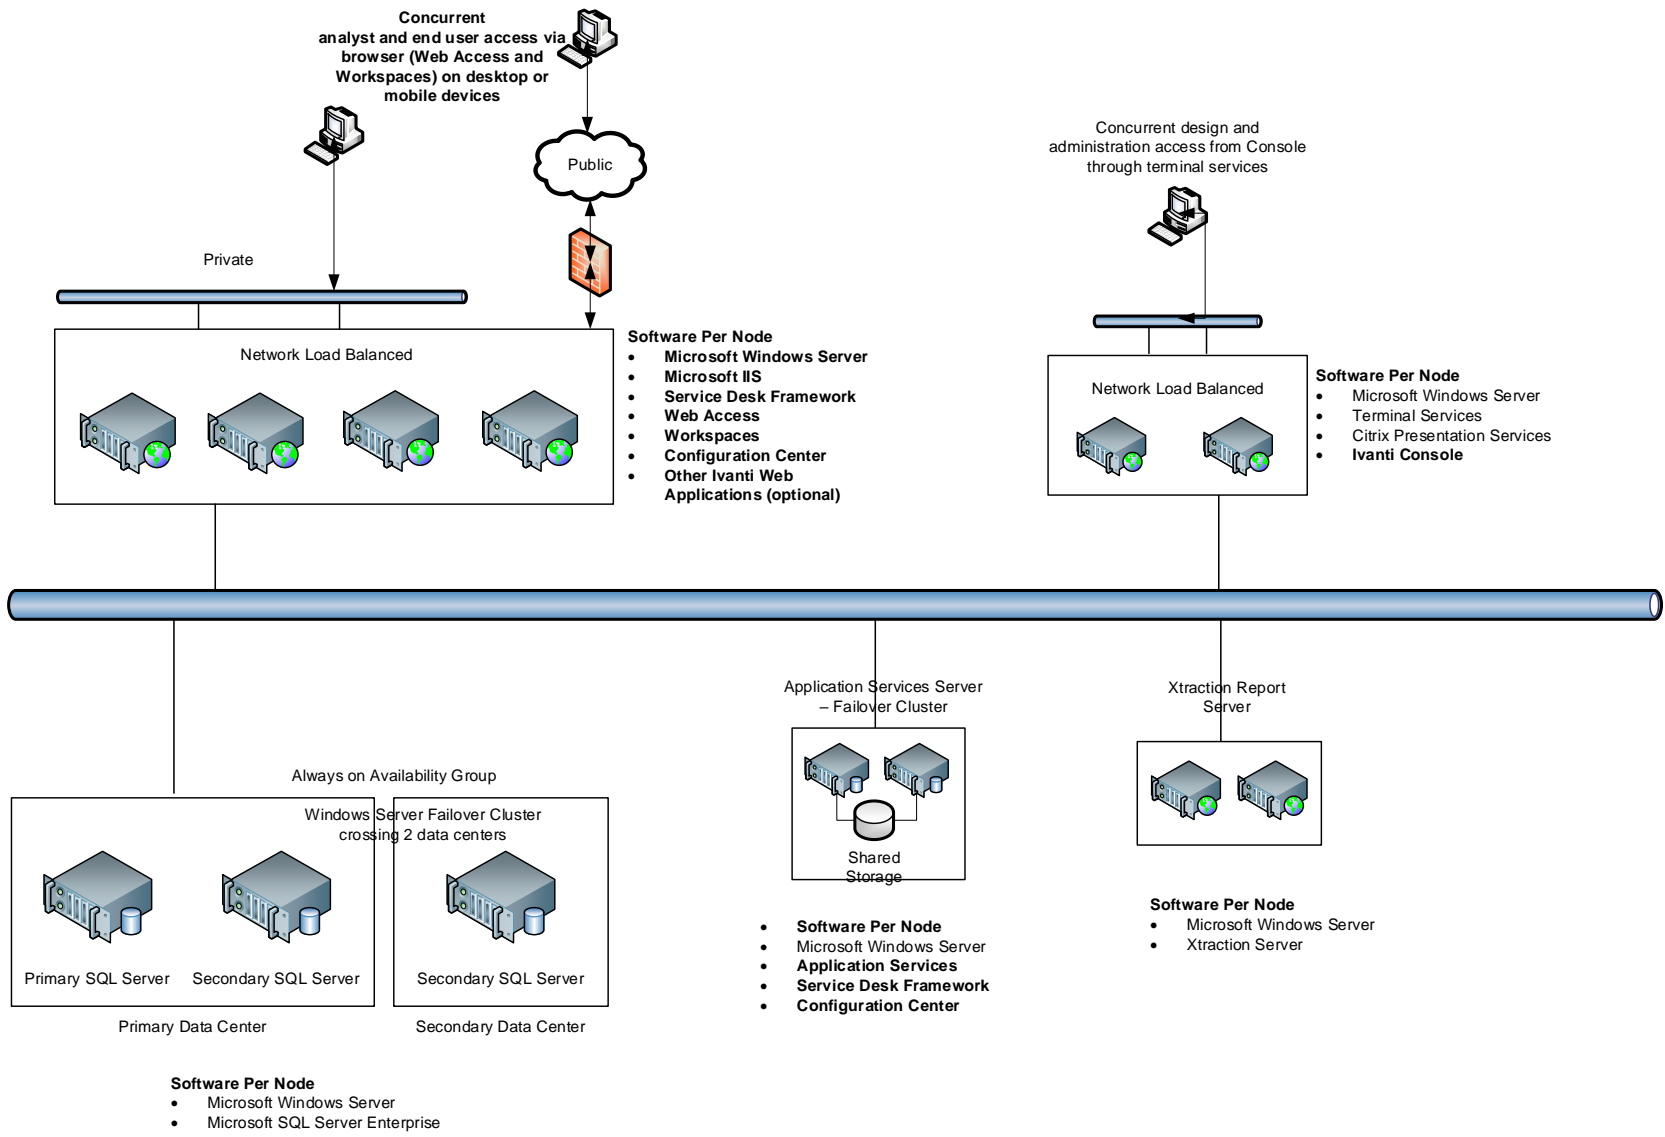 Concurrent
analyst and end user access via
browser (Web Access and
Workspaces) on desktop or
mobile devices
Public
Private
Concurrent design and
administration access from Console
through terminal services
Network Load Balanced
Software Per Node
• Microsoft Windows Server
• Microsoft IIS
• Service Desk Framework
• Web Access
• Workspaces
• Configuration Center
• Other Ivanti Web
Applications (optional)
Network Load Balanced
Software Per Node
• Microsoft Windows Server
• Terminal Services
• Citrix Presentation Services
• Ivanti Console
Always on Availability Group
Windows Server Failover Cluster
crossing 2 data centers
Primary SQL Server
Secondary SQL Server
Secondary SQL Server
Primary Data Center
Secondary Data Center
Software Per Node
• Microsoft Windows Server
• Microsoft SQL Server Enterprise
Application Services Server
– Failover Cluster
Shared
Storage
• Software Per Node
• Microsoft Windows Server
• Application Services
• Service Desk Framework
• Configuration Center
Xtraction Report
Server
Software Per Node
• Microsoft Windows Server
• Xtraction Server